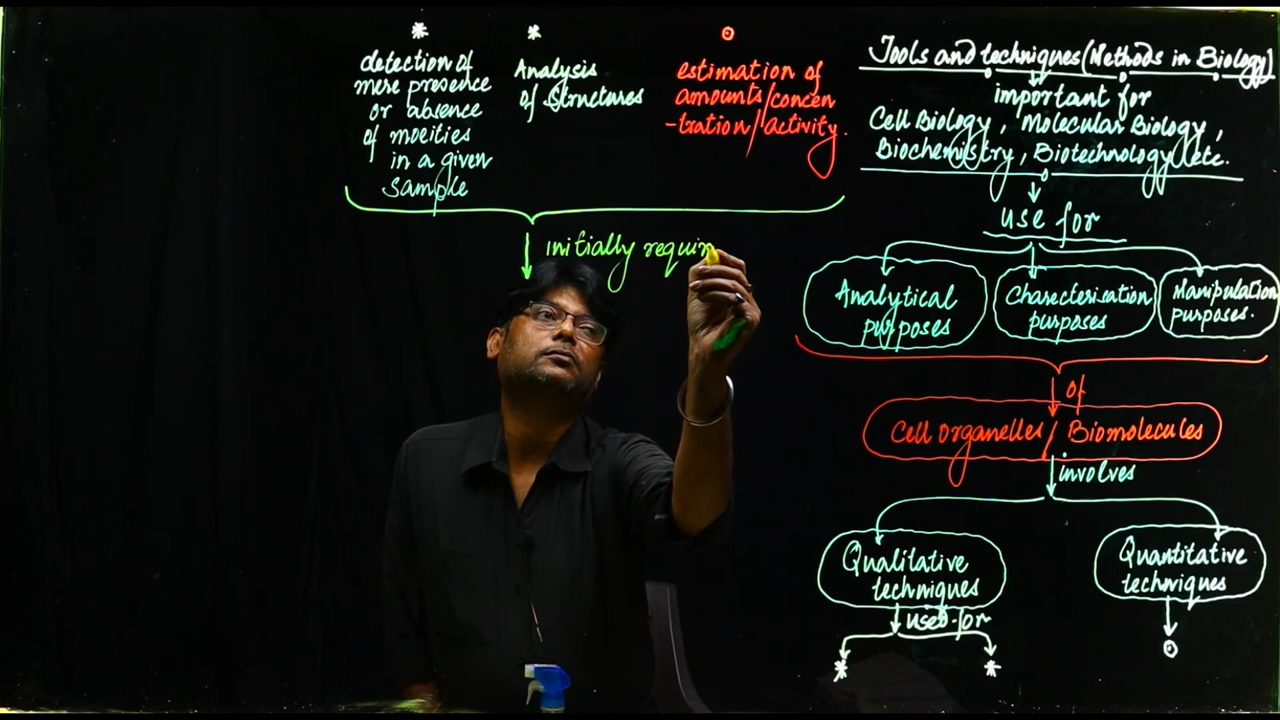 Tools and techniques (Methods in Biology)
important for
Cell Biology, Molecular Biology,
Biochemistry, Biotechnology etc.
use for
Analytical
purposes
Characterisation
purposes
Manipulation
purposes.
of
Cell organelles / Biomolecules
involves
Qualitative
techniques
Quantitative
techniques
used for
detection of
mere presence
or absence
of moeities
in a given
sample
Analysis
of Structures
estimation of
amounts/concen
-tration/activity.
initially requir